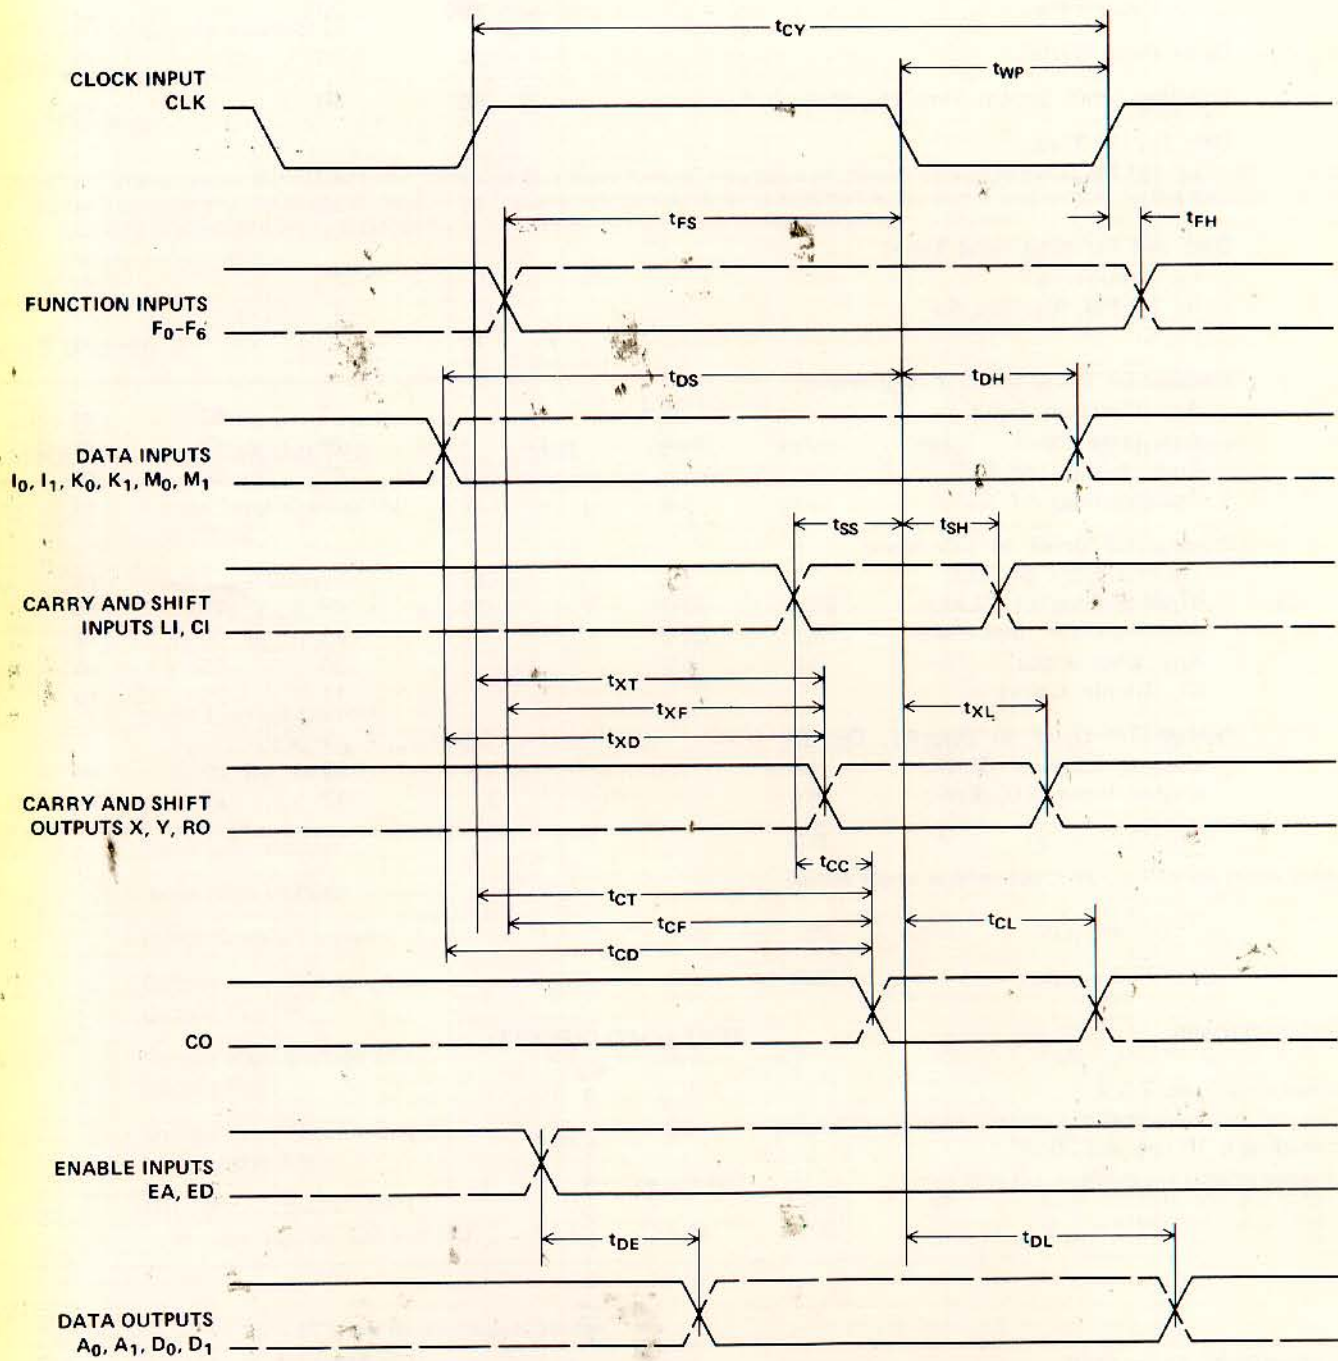 tCY
CLOCK INPUT
CLK
tWP
tFS
tFH
FUNCTION INPUTS
F0-F6
tDS
tDH
DATA INPUTS
I0, I1, K0, K1, M0, M1
tSS
tSH
CARRY AND SHIFT
INPUTS LI, CI
tXT
tXF
tXL
tXD
CARRY AND SHIFT
OUTPUTS X, Y, RO
tCC
tCT
tCF
tCL
tCD
CO
ENABLE INPUTS
EA, ED
tDE
tDL
DATA OUTPUTS
A0, A1, D0, D1